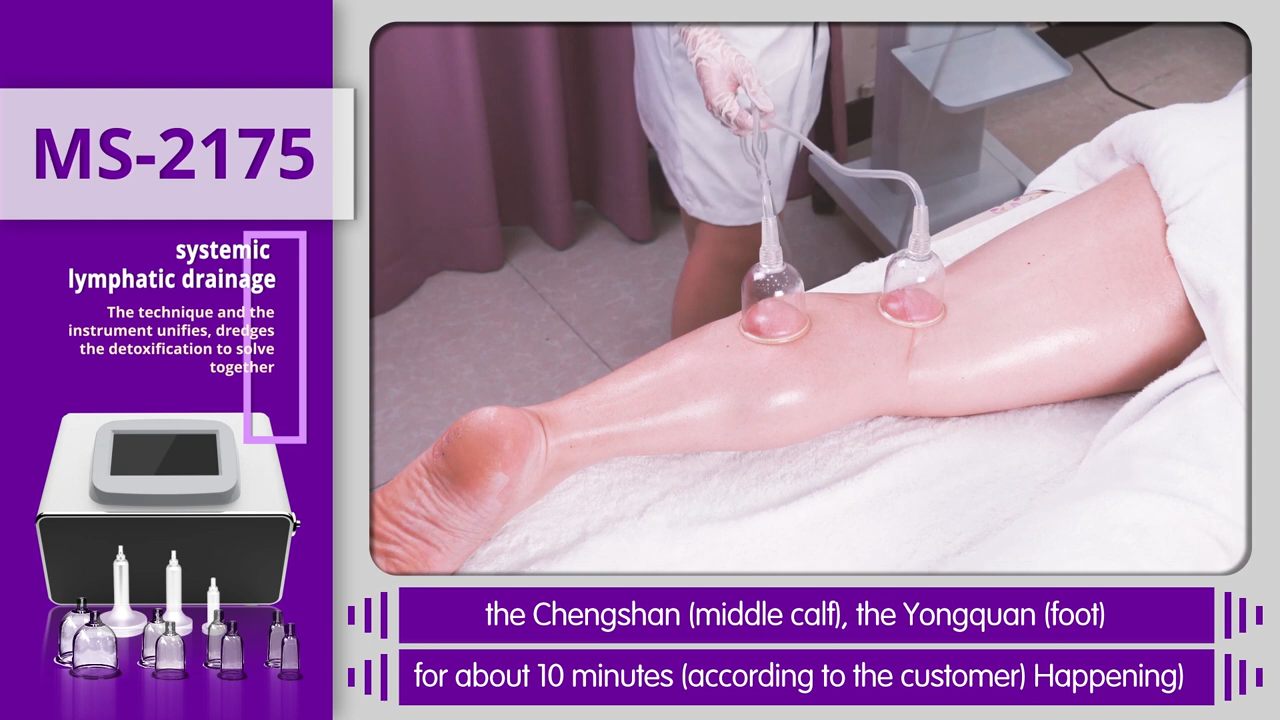 MS-2175
systemic
lymphatic drainage
The technique and the
instrument unifies, dredges
the detoxification to solve
together
the Chengshan (middle calf), the Yongquan (foot)
for about 10 minutes (according to the customer) Happening)